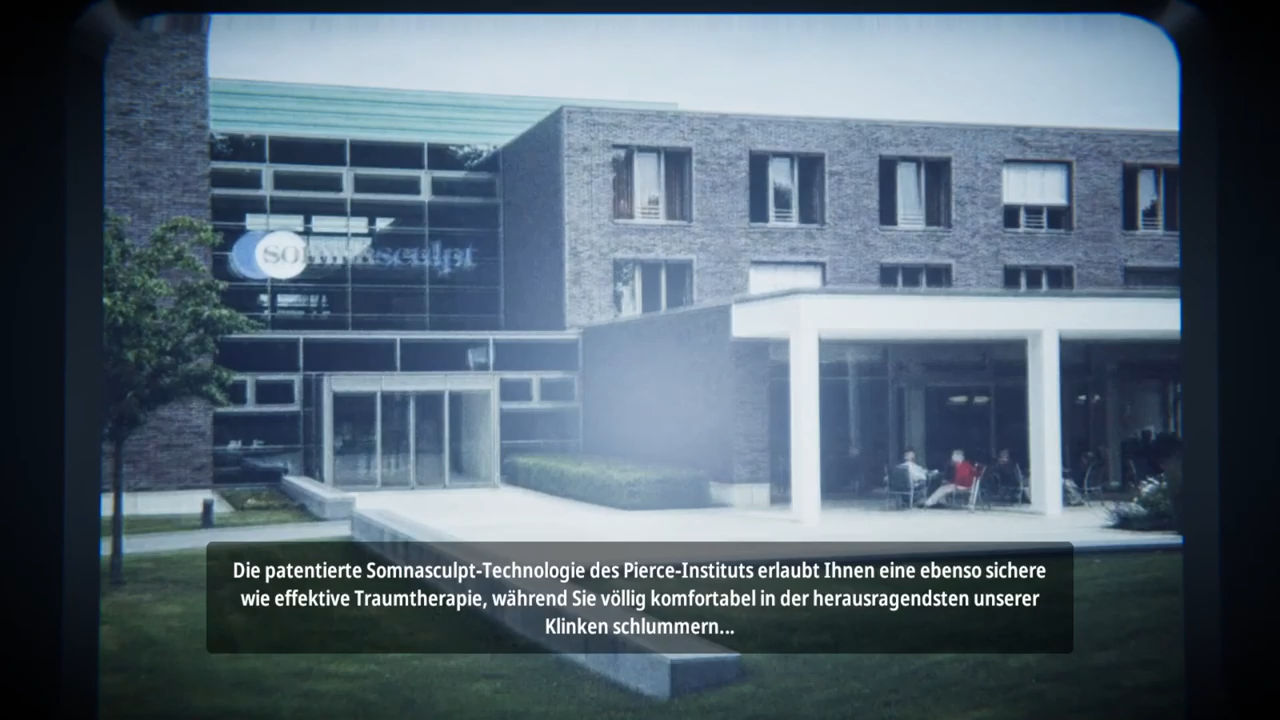 somnasculpt
Die patentierte Somnasculpt-Technologie des Pierce-Instituts erlaubt Ihnen eine ebenso sichere
wie effektive Traumtherapie, während Sie völlig komfortabel in der herausragendsten unserer
Klinken schlummern...